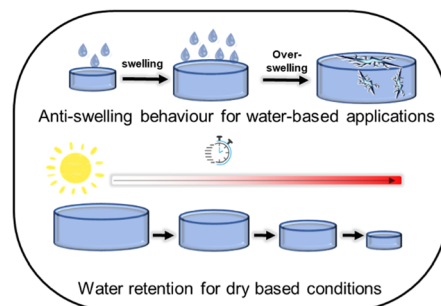 swelling
Over-
swelling
Anti-swelling behaviour for water-based applications
Water retention for dry based conditions